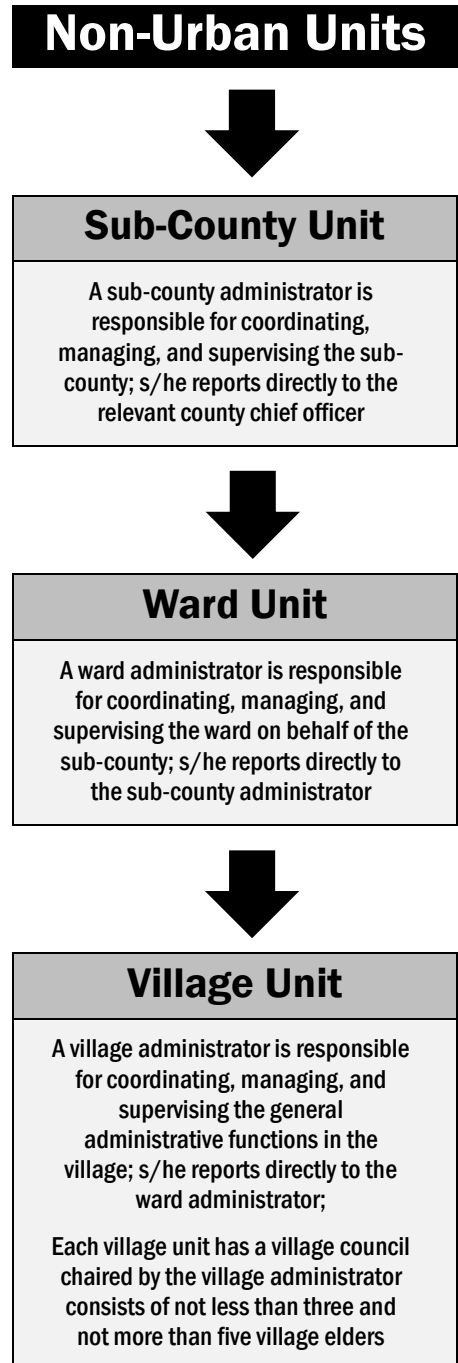 Non-Urban Units
Sub-County Unit
A sub-county administrator is
responsible for coordinating,
managing, and supervising the sub-
county; s/he reports directly to the
relevant county chief officer
Ward Unit
A ward administrator is responsible
for coordinating, managing, and
supervising the ward on behalf of the
sub-county; s/he reports directly to
the sub-county administrator
Village Unit
A village administrator is responsible
for coordinating, managing, and
supervising the general
administrative functions in the
village; s/he reports directly to the
ward administrator;
Each village unit has a village council
chaired by the village administrator
consists of not less than three and
not more than five village elders